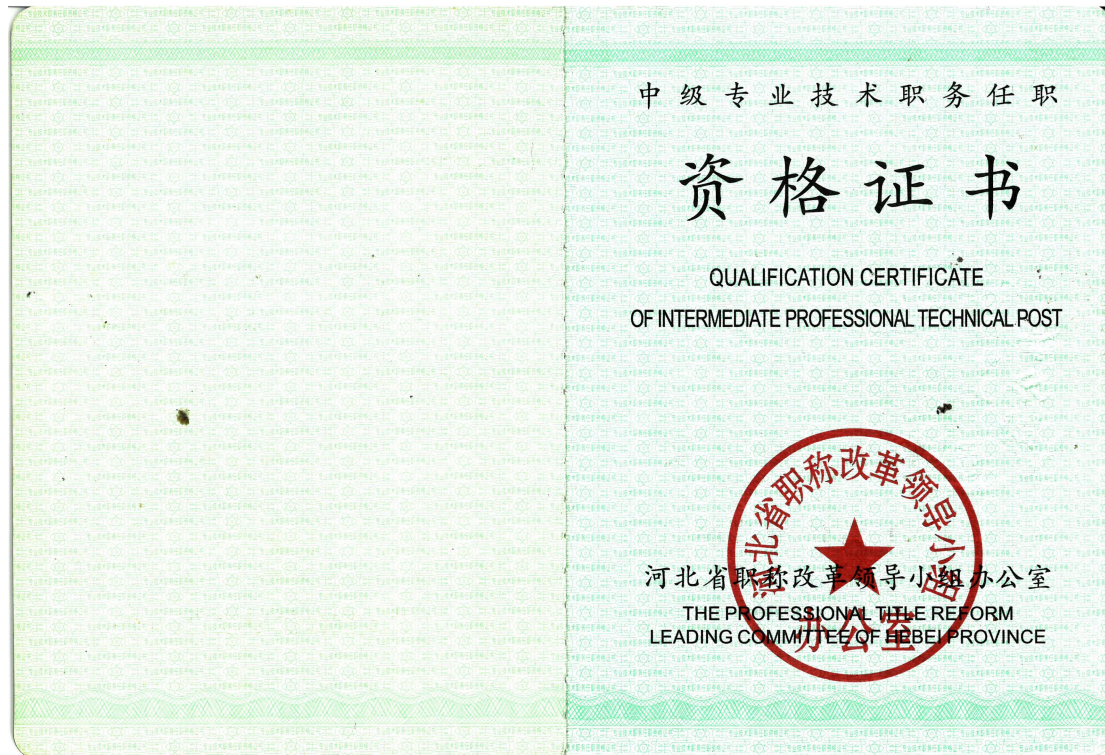 中级专业技术职务任职
资格证书
QUALIFICATION CERTIFICATE
OF INTERMEDIATE PROFESSIONAL TECHNICAL POST
河北省职称改革领导小组
办公室
河北省职称改革领导小组办公室
THE PROFESSIONAL TITLE REFORM
LEADING COMMITTEE OF HEBEI PROVINCE